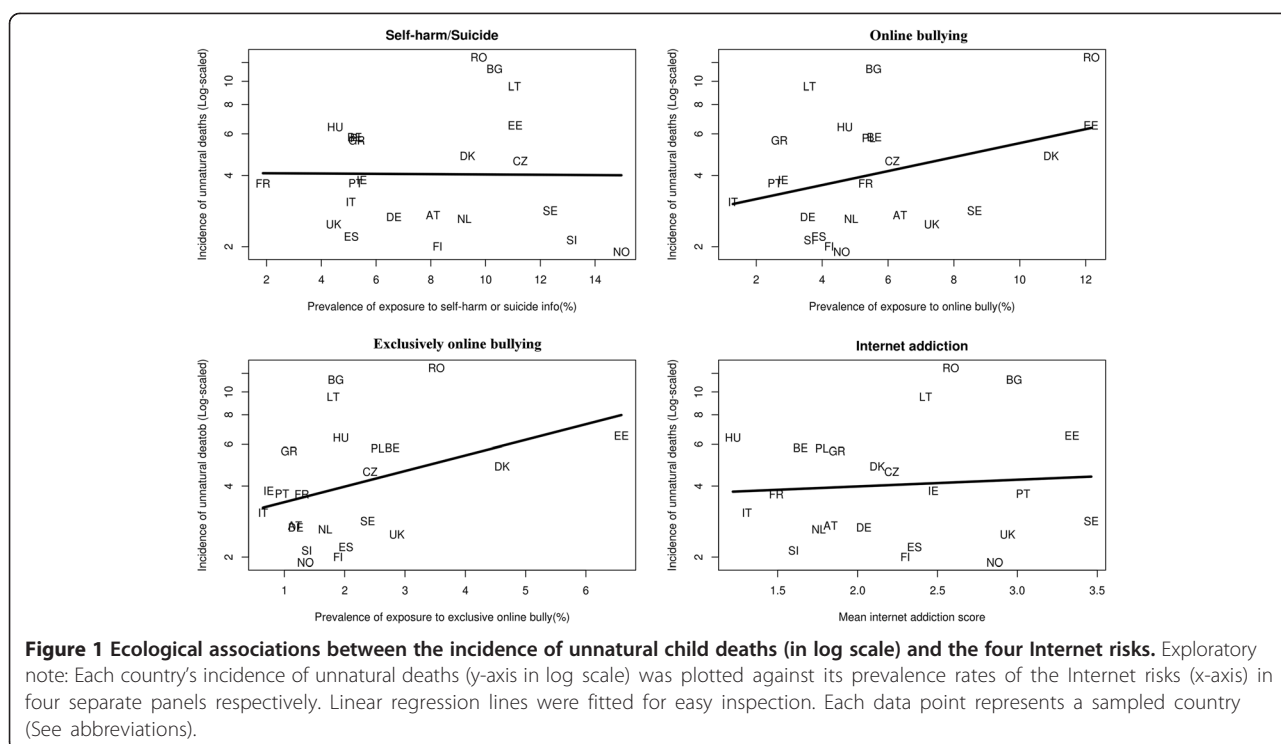 Self-harm/Suicide
Incidence of unnatural deaths (Log-scaled)
10
8
6
4
2
RO
BG
LT
EE
HU
GR
DK
CZ
FR
PT
IE
IT
DE
AT
NL
SE
UK
ES
FI
SI
NO
2 4 6 8 10 12 14
Prevalence of exposure to self-harm or suicide info(%)
Online bullying
Incidence of unnatural deaths (Log-scaled)
10
8
6
4
2
RO
BG
LT
HU
EE
GR
PL
BE
CZ
DK
PT
IE
FR
IT
DE
NL
AT
UK
SE
SI
ES
FI
NO
2 4 6 8 10 12
Prevalence of exposure to online bully(%)
Exclusively online bullying
Incidence of unnatural deatob (Log-scaled)
10
8
6
4
2
RO
BG
LT
HU
EE
GR
PL
BE
CZ
DK
IE
PT
FR
IT
AT
DE
NL
SE
UK
SI
ES
FI
NO
1 2 3 4 5 6
Prevalence of exposure to exclusive online bully(%)
Internet addiction
Incidence of unnatural deaths (Log-scaled)
10
8
6
4
2
RO
BG
LT
HU
EE
BE
PL
GR
DK
CZ
FR
IE
PT
IT
NL
AT
DE
UK
SE
SI
ES
FI
NO
1.5 2.0 2.5 3.0 3.5
Mean internet addiction score
Figure 1 Ecological associations between the incidence of unnatural child deaths (in log scale) and the four Internet risks. Exploratory
note: Each country's incidence of unnatural deaths (y-axis in log scale) was plotted against its prevalence rates of the Internet risks (x-axis) in
four separate panels respectively. Linear regression lines were fitted for easy inspection. Each data point represents a sampled country
(See abbreviations).